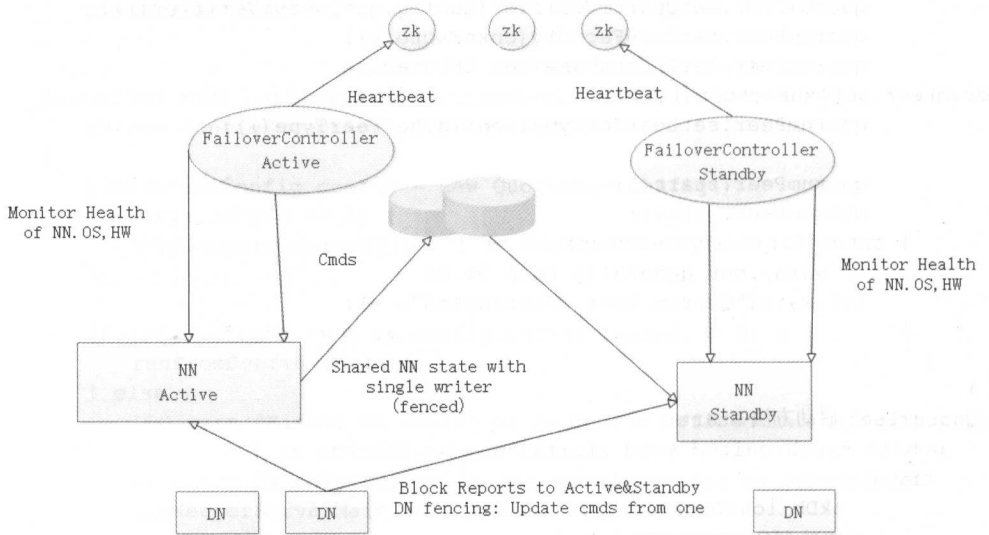 zk
zk
zk
Heartbeat
Heartbeat
FailoverController
Active
FailoverController
Standby
Monitor Health
of NN. OS, HW
Cmds
Monitor Health
of NN. OS, HW
NN
Active
Shared NN state with
single writer
(fenced)
NN
Standby
Block Reports to Active&Standby
DN fencing: Update cmds from one
DN
DN
DN